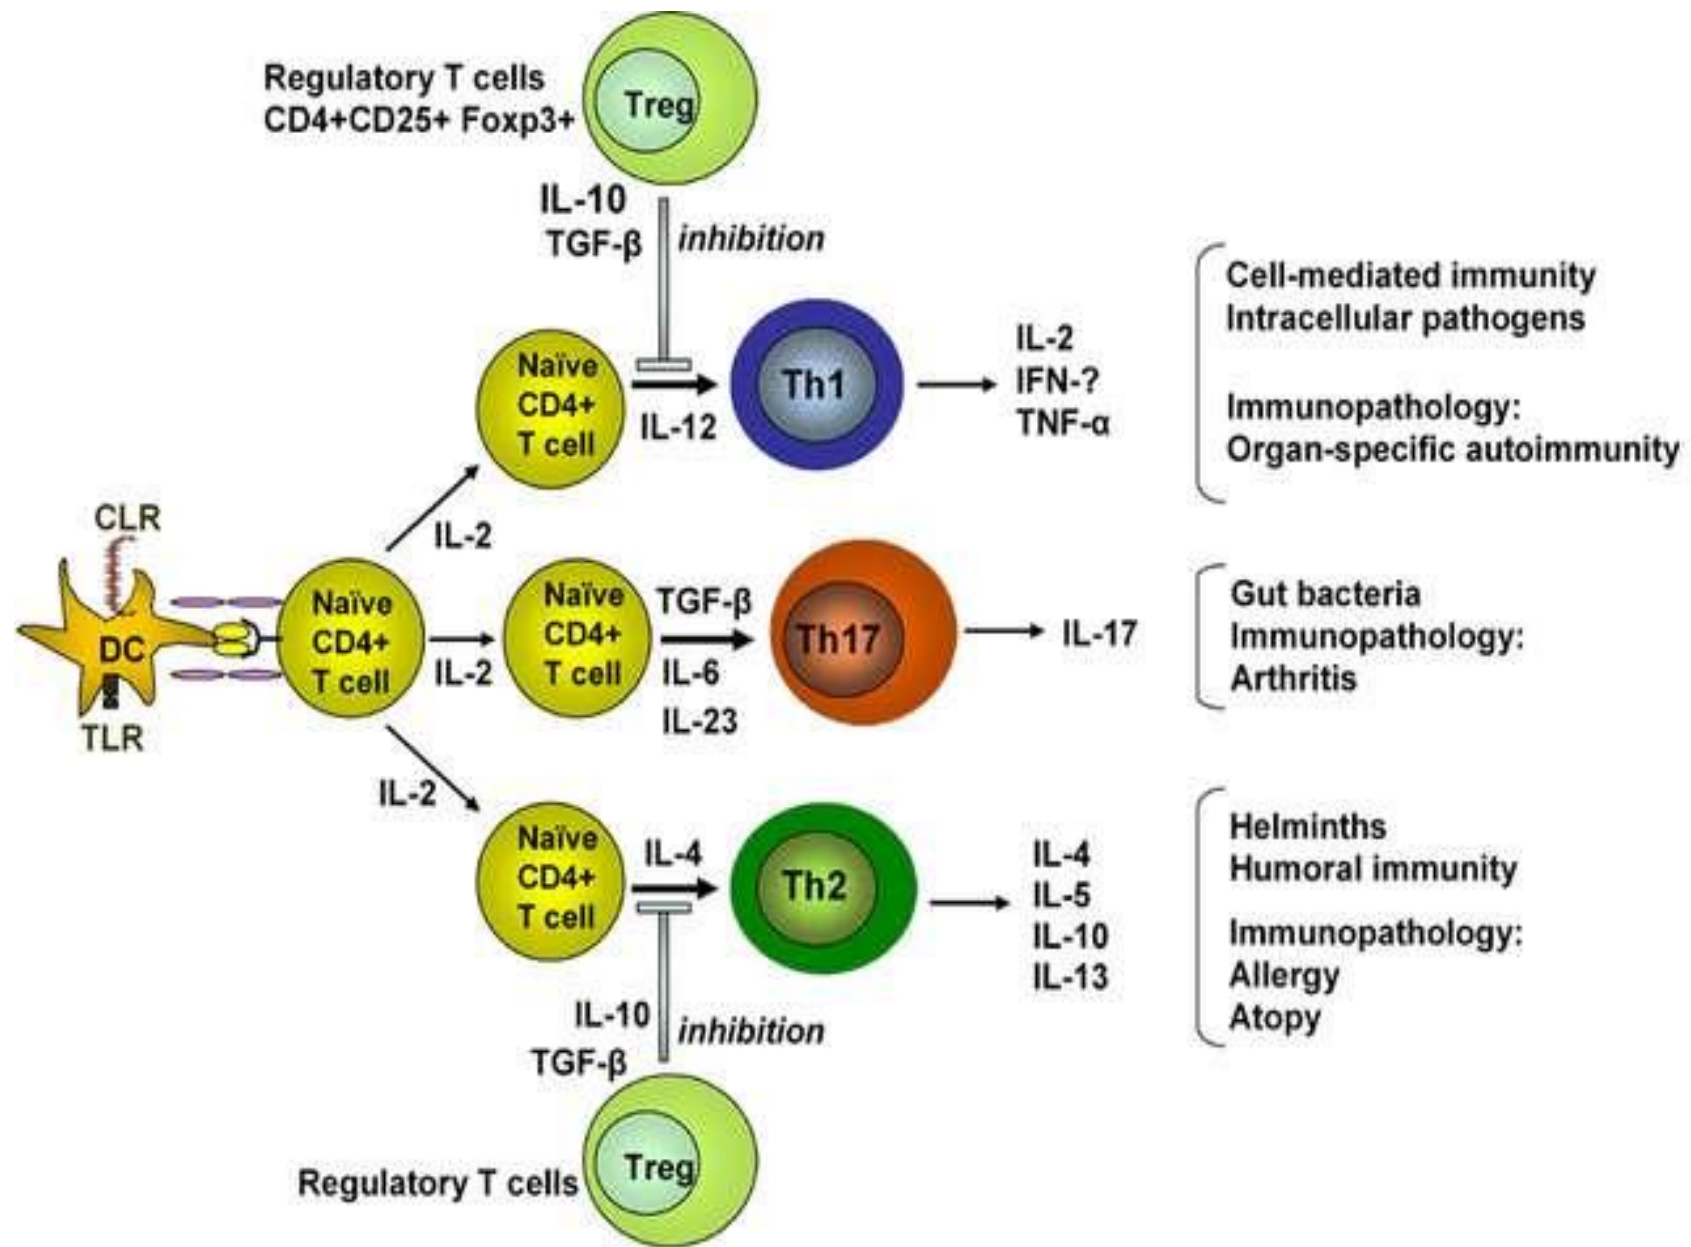 Regulatory T cells
CD4+CD25+ Foxp3+
Treg
IL-10
TGF-β
inhibition
Naïve
CD4+
T cell
IL-12
Th1
IL-2
IFN-?
TNF-α
Cell-mediated immunity
Intracellular pathogens
Immunopathology:
Organ-specific autoimmunity
IL-2
CLR
DC
TLR
Naïve
CD4+
T cell
IL-2
Naïve
CD4+
T cell
TGF-β
IL-6
IL-23
Th17
IL-17
Gut bacteria
Immunopathology:
Arthritis
IL-2
Naïve
CD4+
T cell
IL-4
Th2
IL-4
IL-5
IL-10
IL-13
Helminths
Humoral immunity
Immunopathology:
Allergy
Atopy
IL-10
TGF-β
inhibition
Regulatory T cells
Treg